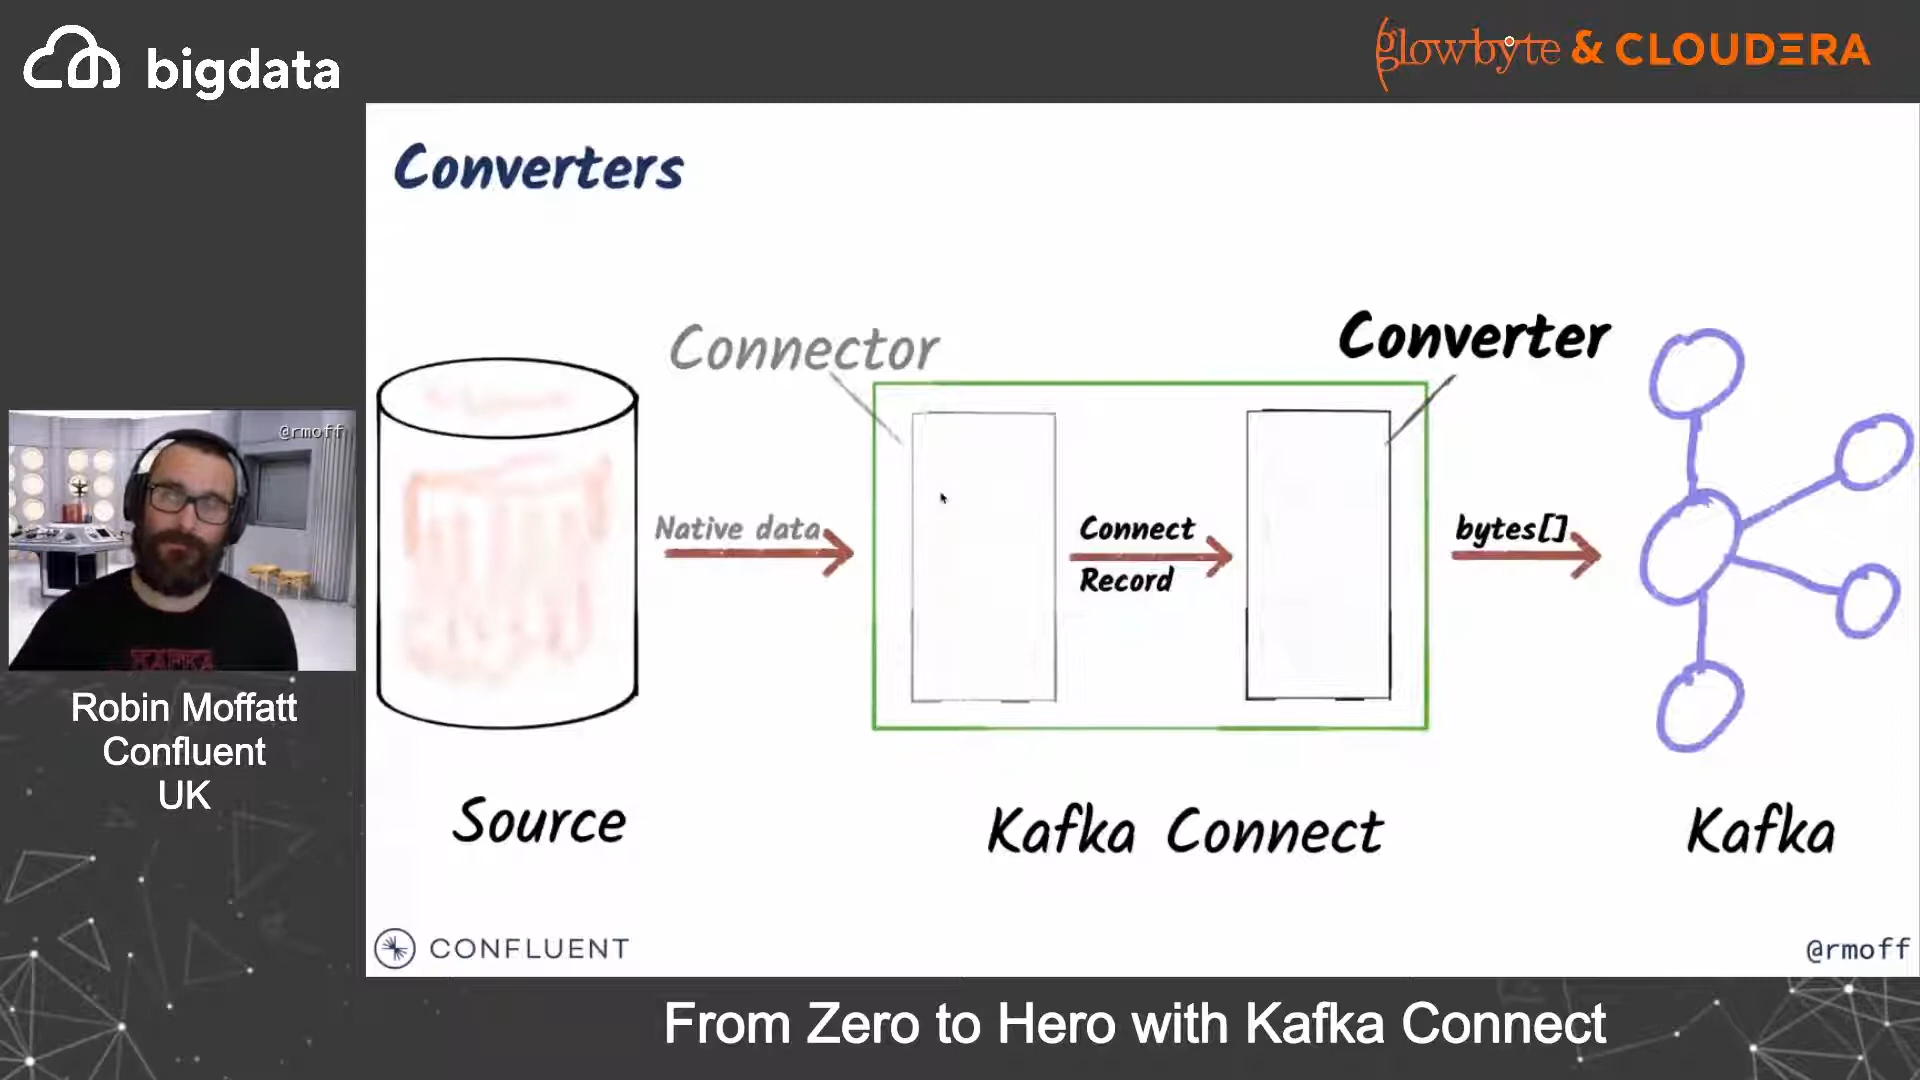 bigdata
glowbyte & CLOUDERA
Converters
Connector
Converter
Native data
Connect
Record
bytes[]
Source
Kafka Connect
Kafka
@rmoff
KAFKA
Robin Moffatt
Confluent
UK
CONFLUENT
@rmoff
From Zero to Hero with Kafka Connect